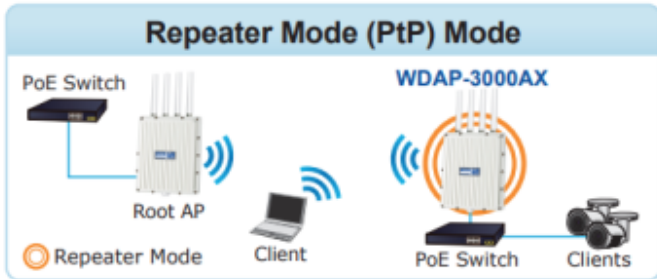 Repeater Mode (PtP) Mode
PoE Switch
WDAP-3000AX
Root AP
Client
Repeater Mode
PoE Switch
Clients